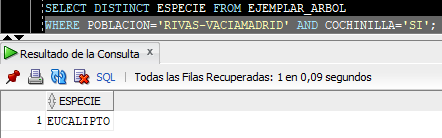 SELECT DISTINCT ESPECIE FROM EJEMPLAR_ARBOL
WHERE POBLACION='RIVAS-VACIAMADRID' AND COCHINILLA='SI';
Resultado de la Consulta x
SQL | Todas las Filas Recuperadas: 1 en 0,09 segundos
ESPECIE
1 EUCALIPTO